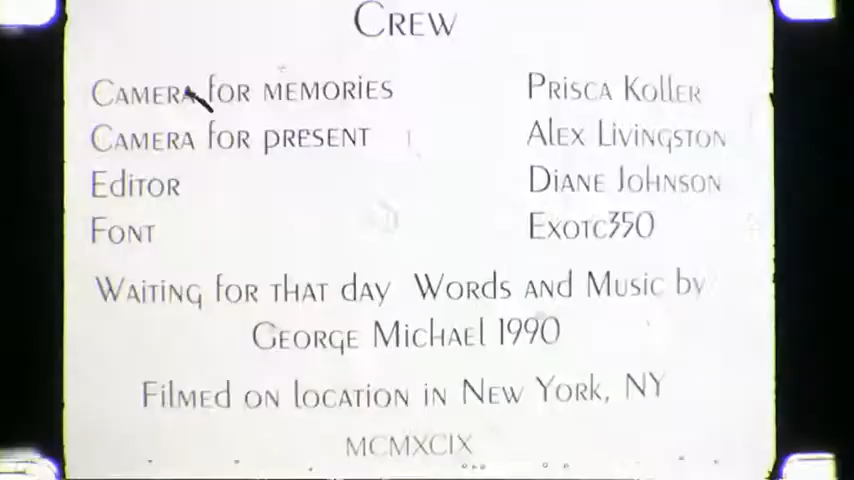 Crew
Camera for memories Prisca Koller
Camera for present Alex Livingston
Editor Diane Johnson
Font Exotc350
Waiting for that day Words and Music by
George Michael 1990
Filmed on location in New York, NY
MCMXCIX